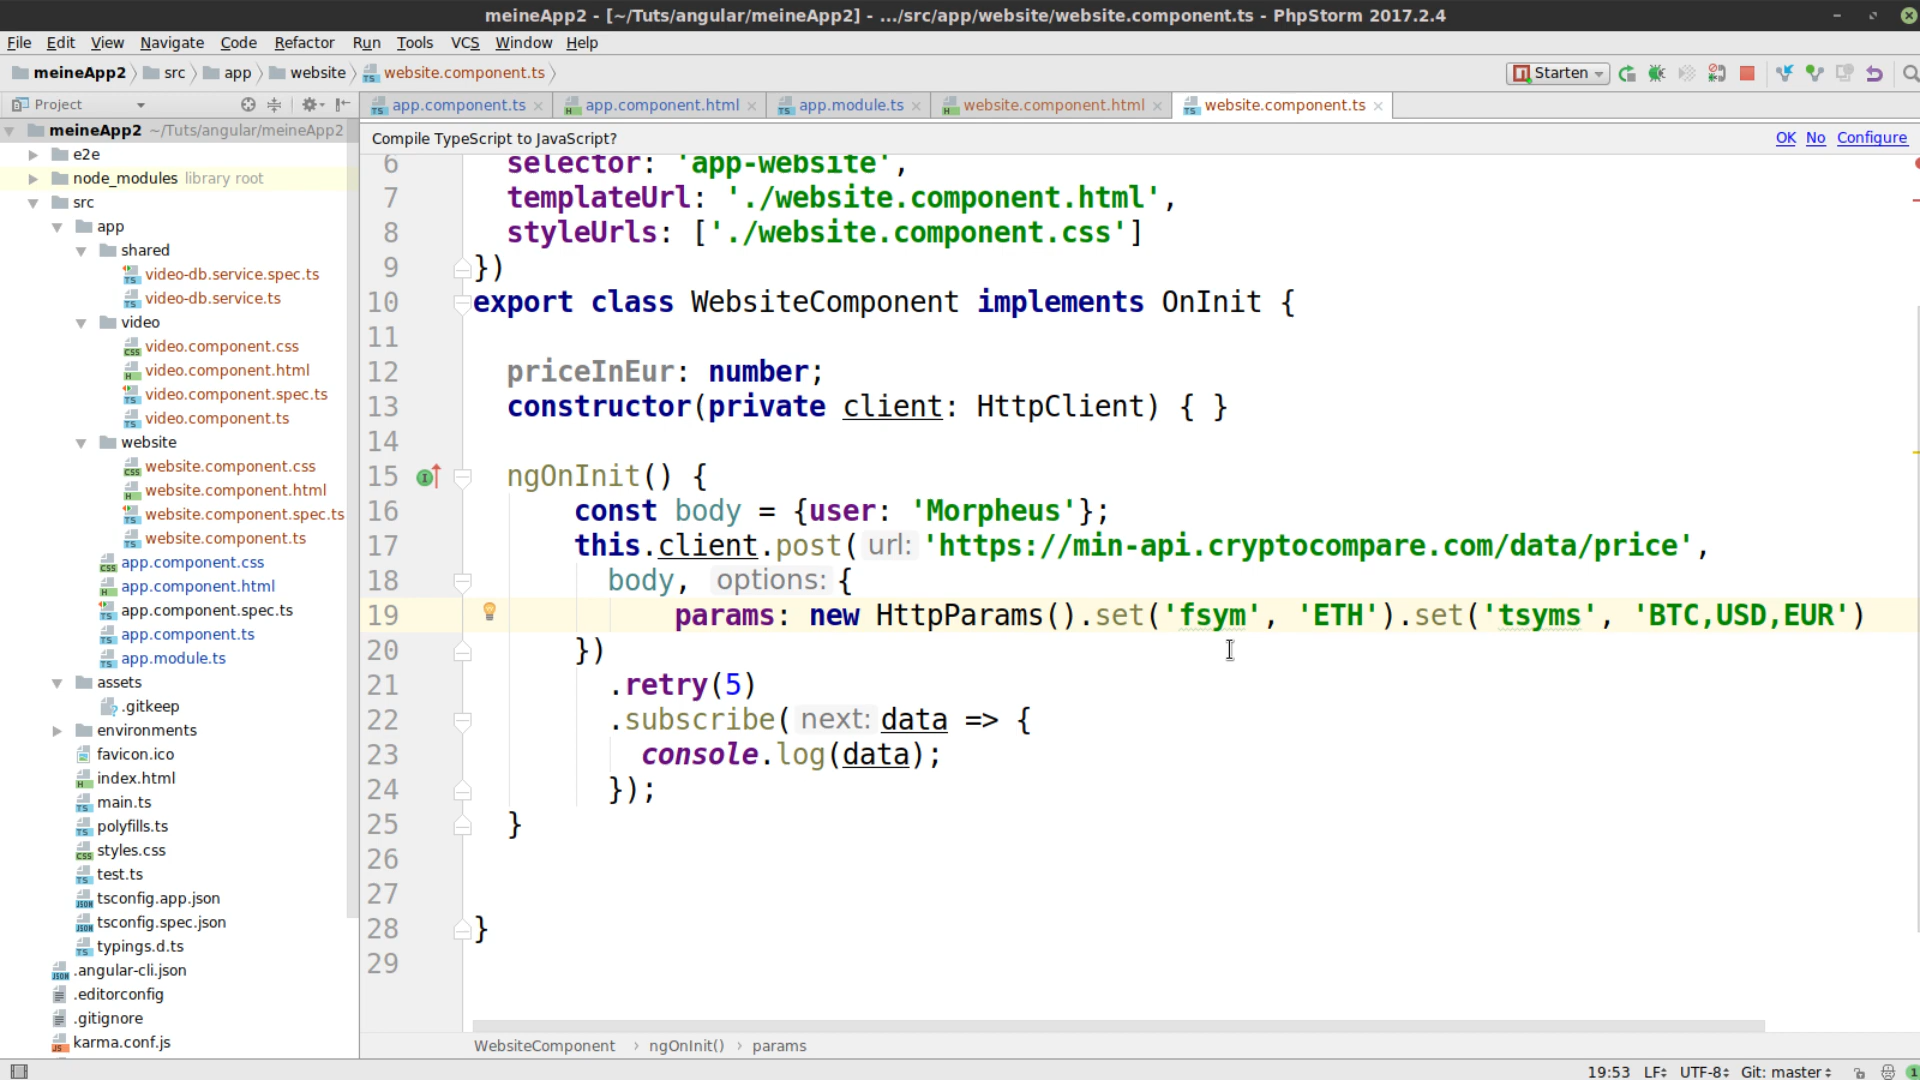 meineApp2 - [~/Tuts/angular/meineApp2] - .../src/app/website/website.component.ts - PhpStorm 2017.2.4
File Edit View Navigate Code Refactor Run Tools VCS Window Help
meineApp2 src app website website.component.ts Starten
Project
app.component.ts app.component.html app.module.ts website.component.html website.component.ts
Compile TypeScript to JavaScript? OK No Configure
meineApp2 ~/Tuts/angular/meineApp2
e2e
node_modules library root
src
app
shared
video-db.service.spec.ts
video-db.service.ts
video
video.component.css
video.component.html
video.component.spec.ts
video.component.ts
website
website.component.css
website.component.html
website.component.spec.ts
website.component.ts
app.component.css
app.component.html
app.component.spec.ts
app.component.ts
app.module.ts
assets
.gitkeep
environments
favicon.ico
index.html
main.ts
polyfills.ts
styles.css
test.ts
tsconfig.app.json
tsconfig.spec.json
typings.d.ts
.angular-cli.json
.editorconfig
.gitignore
karma.conf.js
6 selector: 'app-website',
7 templateUrl: './website.component.html',
8 styleUrls: ['./website.component.css']
9 })
10 export class WebsiteComponent implements OnInit {
11
12 priceInEur: number;
13 constructor(private client: HttpClient) { }
14
15 ngOnInit() {
16 const body = {user: 'Morpheus'};
17 this.client.post( url: 'https://min-api.cryptocompare.com/data/price',
18 body, options: {
19 params: new HttpParams().set('fsym', 'ETH').set('tsyms', 'BTC,USD,EUR')
20 })
21 .retry(5)
22 .subscribe( next: data => {
23 console.log(data);
24 });
25 }
26
27
28 }
29
WebsiteComponent › ngOnInit() › params
19:53 LF UTF-8 Git: master 1